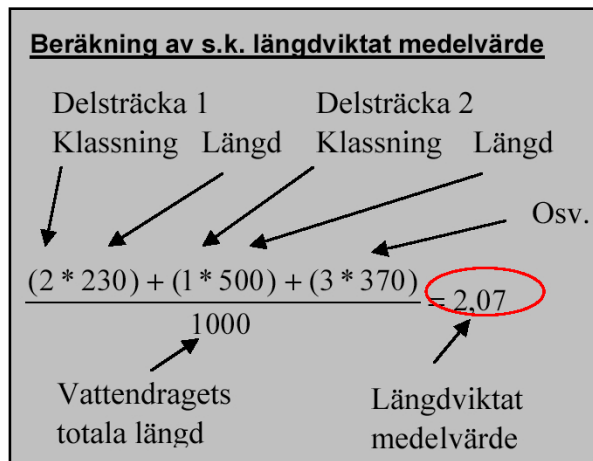 Beräkning av s.k. längdviktat medelvärde
Delsträcka 1
Klassning Längd
Delsträcka 2
Klassning Längd
Osv.
(2 * 230) + (1 * 500) + (3 * 370)
1000
= 2,07
Vattendragets
totala längd
Längdviktat
medelvärde